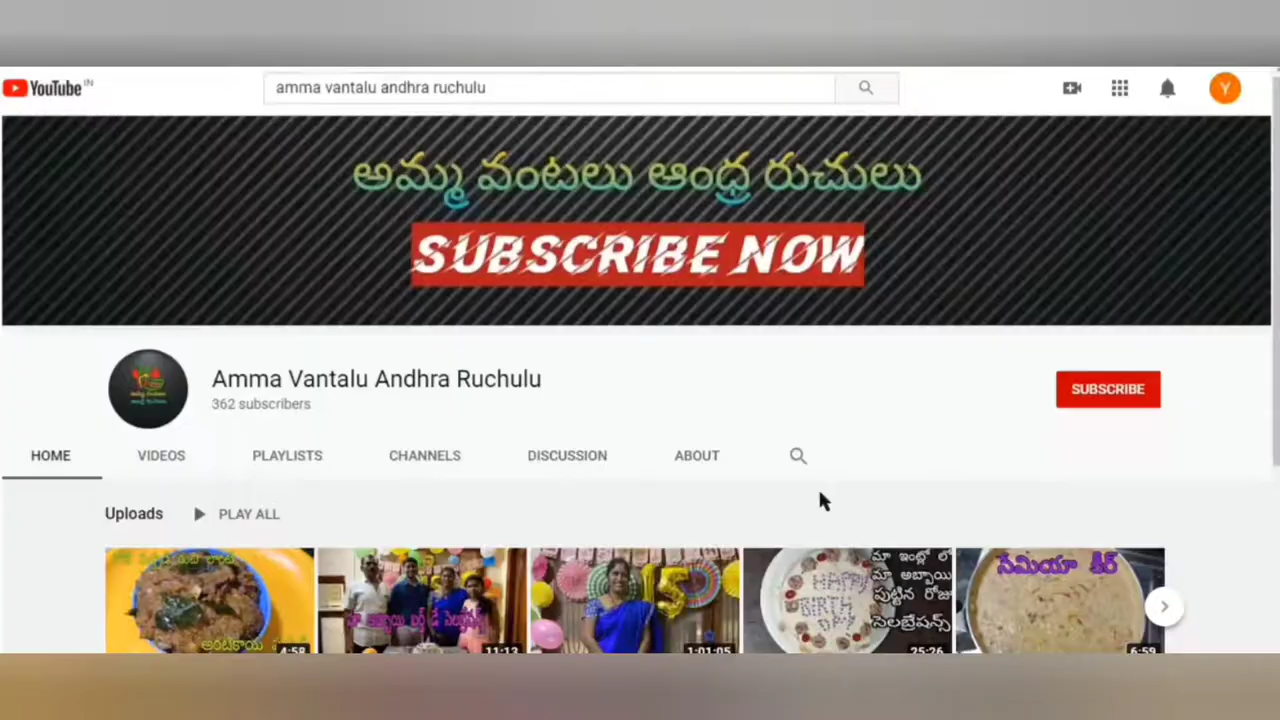 YouTube IN
amma vantalu andhra ruchulu
Y
అమ్మ వంటలు ఆంధ్ర రుచులు
SUBSCRIBE NOW
Amma Vantalu Andhra Ruchulu
362 subscribers
SUBSCRIBE
HOME
VIDEOS
PLAYLISTS
CHANNELS
DISCUSSION
ABOUT
Uploads
PLAY ALL
4:58
11:13
15
1:01:05
HAPPY
BIRTH
DAY
మా ఇంట్లో లో
మా అబ్బాయి
పుట్టిన రోజు
సెలబ్రేషన్స్
25:26
సేమియా కీర్
6:59